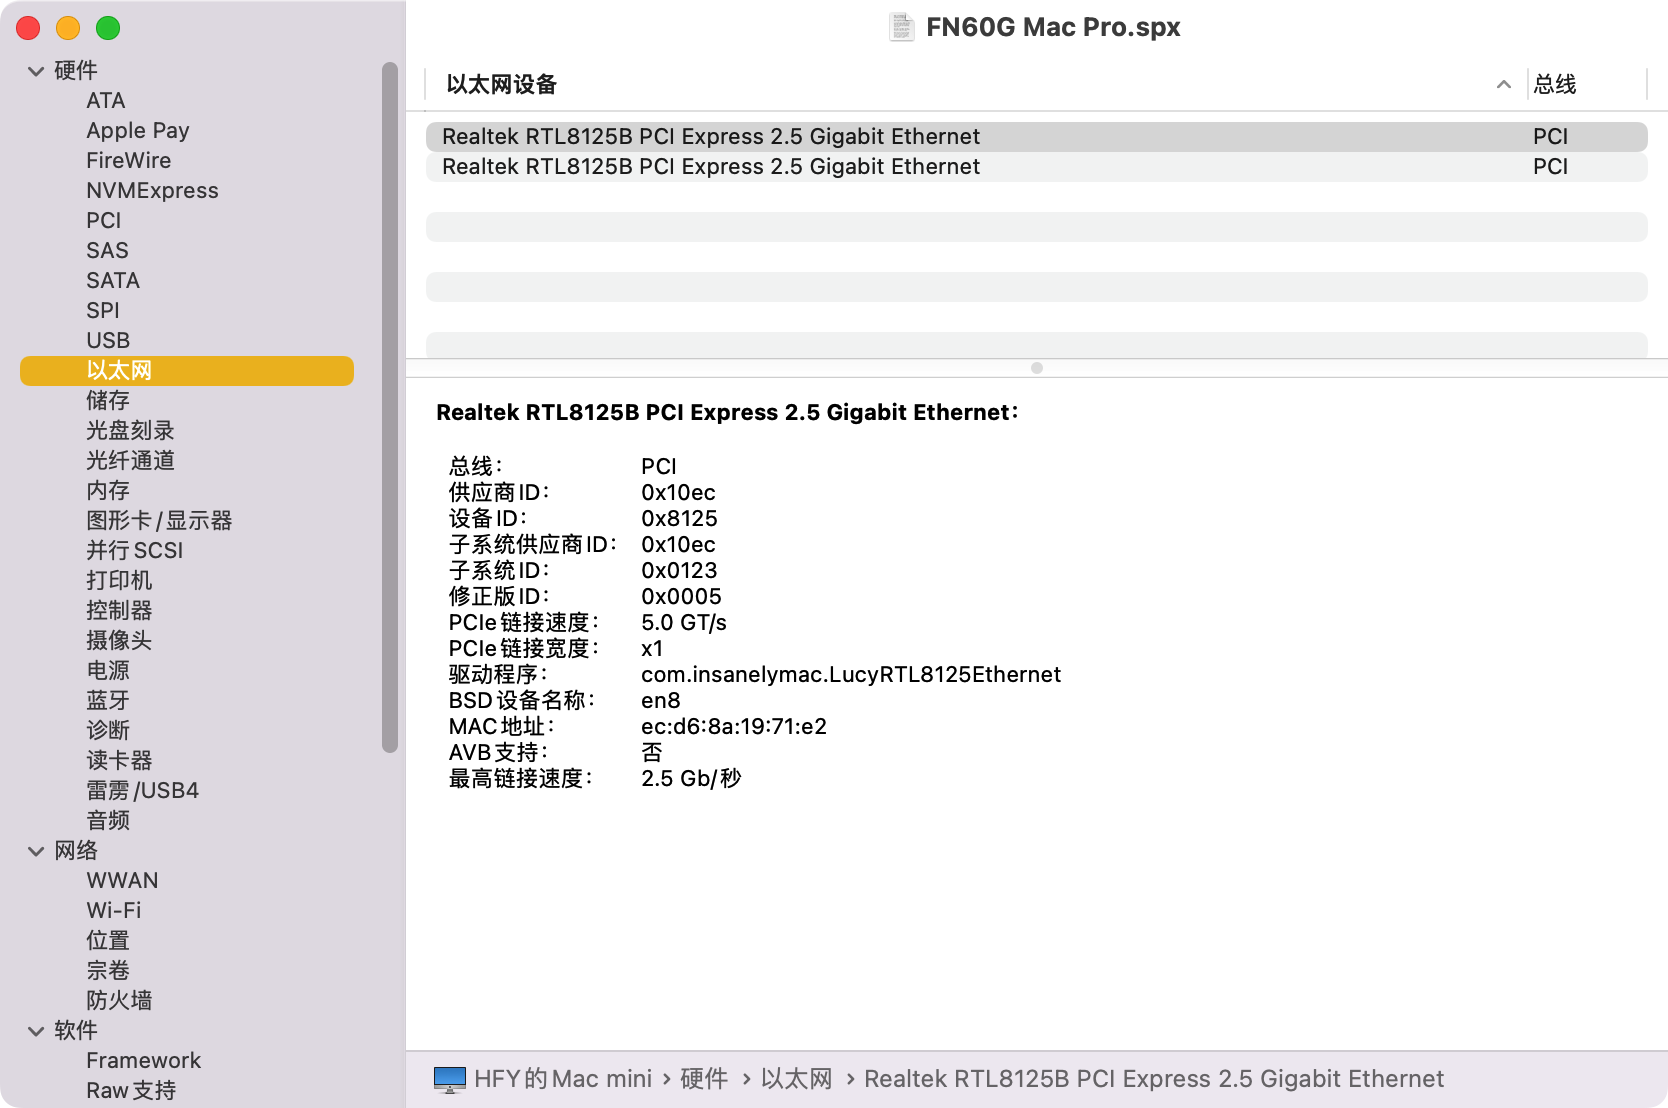 FN60G Mac Pro.spx
硬件
ATA
Apple Pay
FireWire
NVMExpress
PCI
SAS
SATA
SPI
USB
以太网
储存
光盘刻录
光纤通道
内存
图形卡/显示器
并行SCSI
打印机
控制器
摄像头
电源
蓝牙
诊断
读卡器
雷雳/USB4
音频
网络
WWAN
Wi-Fi
位置
宗卷
防火墙
软件
Framework
Raw支持
以太网设备 总线
Realtek RTL8125B PCI Express 2.5 Gigabit Ethernet PCI
Realtek RTL8125B PCI Express 2.5 Gigabit Ethernet PCI
Realtek RTL8125B PCI Express 2.5 Gigabit Ethernet：
总线： PCI
供应商ID： 0x10ec
设备ID： 0x8125
子系统供应商ID： 0x10ec
子系统ID： 0x0123
修正版ID： 0x0005
PCIe链接速度： 5.0 GT/s
PCIe链接宽度： x1
驱动程序： com.insanelymac.LucyRTL8125Ethernet
BSD设备名称： en8
MAC地址： ec:d6:8a:19:71:e2
AVB支持： 否
最高链接速度： 2.5 Gb/秒
HFY的Mac mini › 硬件 › 以太网 › Realtek RTL8125B PCI Express 2.5 Gigabit Ethernet